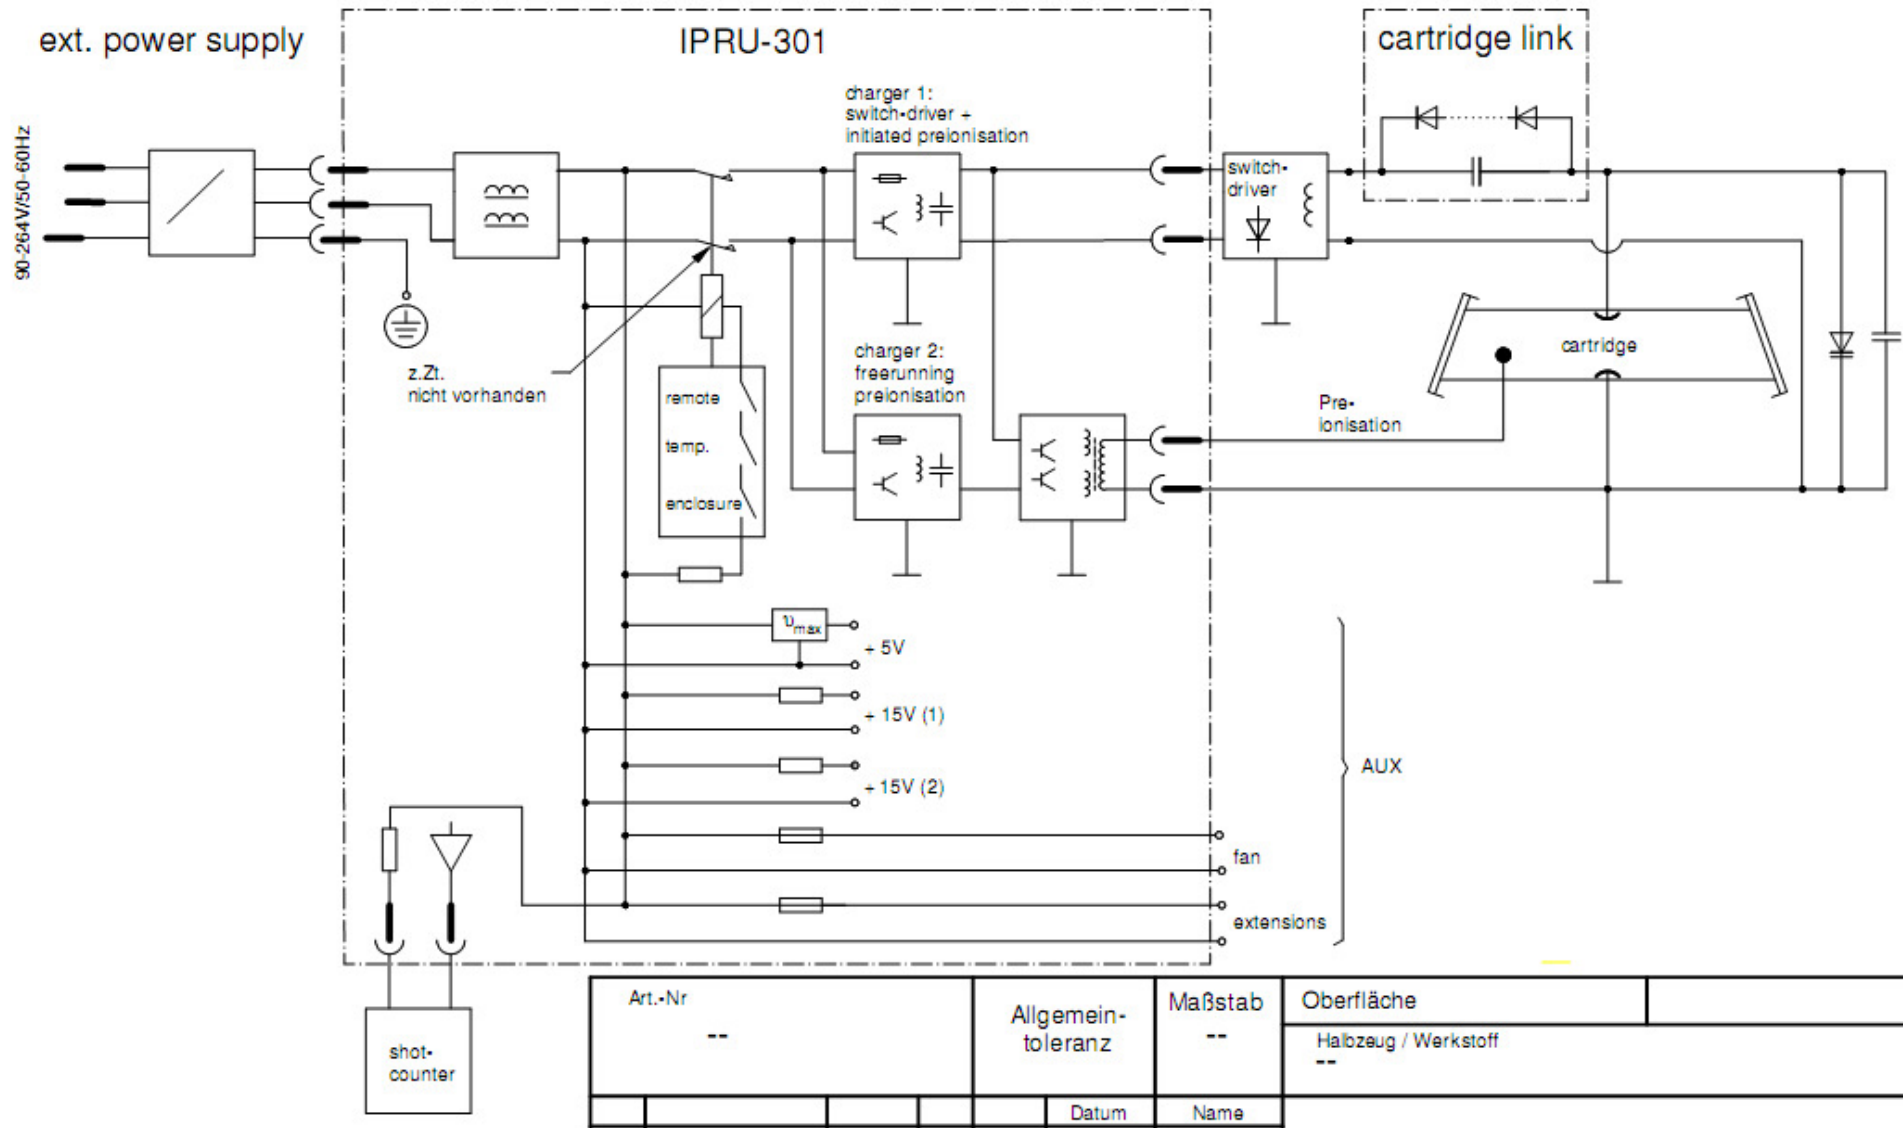 ext. power supply
IPRU-301
cartridge link
90-264V/50-60Hz
charger 1:
switch-driver +
initiated preionisation
switch-
driver
z.Zt.
nicht vorhanden
charger 2:
freerunning
preionisation
remote
temp.
enclosure
cartridge
Pre-
ionisation
υmax
+ 5V
+ 15V (1)
+ 15V (2)
AUX
fan
extensions
shot-
counter
Art.-Nr
--
Allgemein-
toleranz
Maßstab
--
Oberfläche
Halbzeug / Werkstoff
--
Datum
Name